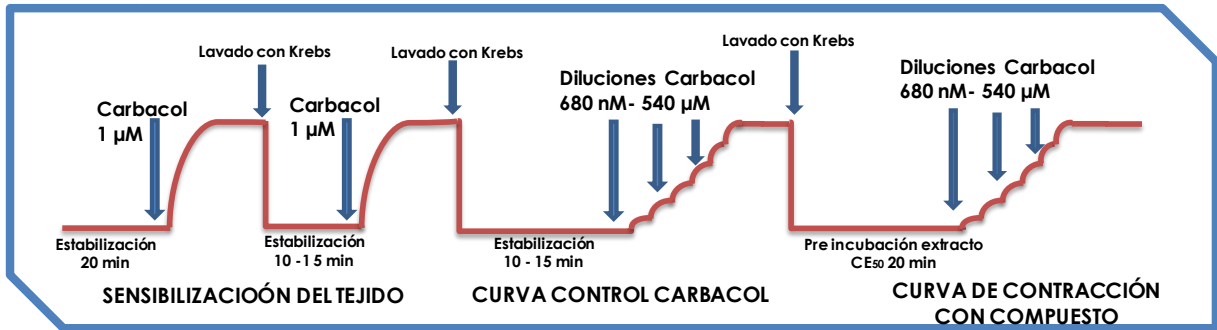 Lavado con Krebs
Carbacol
1 µM
Lavado con Krebs
Carbacol
1 µM
Diluciones Carbacol
680 nM- 540 µM
Lavado con Krebs
Diluciones Carbacol
680 nM- 540 µM
Estabilización
20 min
Estabilización
10 -15 min
Estabilización
10 - 15 min
Pre incubación extracto
CE50 20 min
SENSIBILIZACIOÓN DEL TEJIDO
CURVA CONTROL CARBACOL
CURVA DE CONTRACCIÓN
CON COMPUESTO